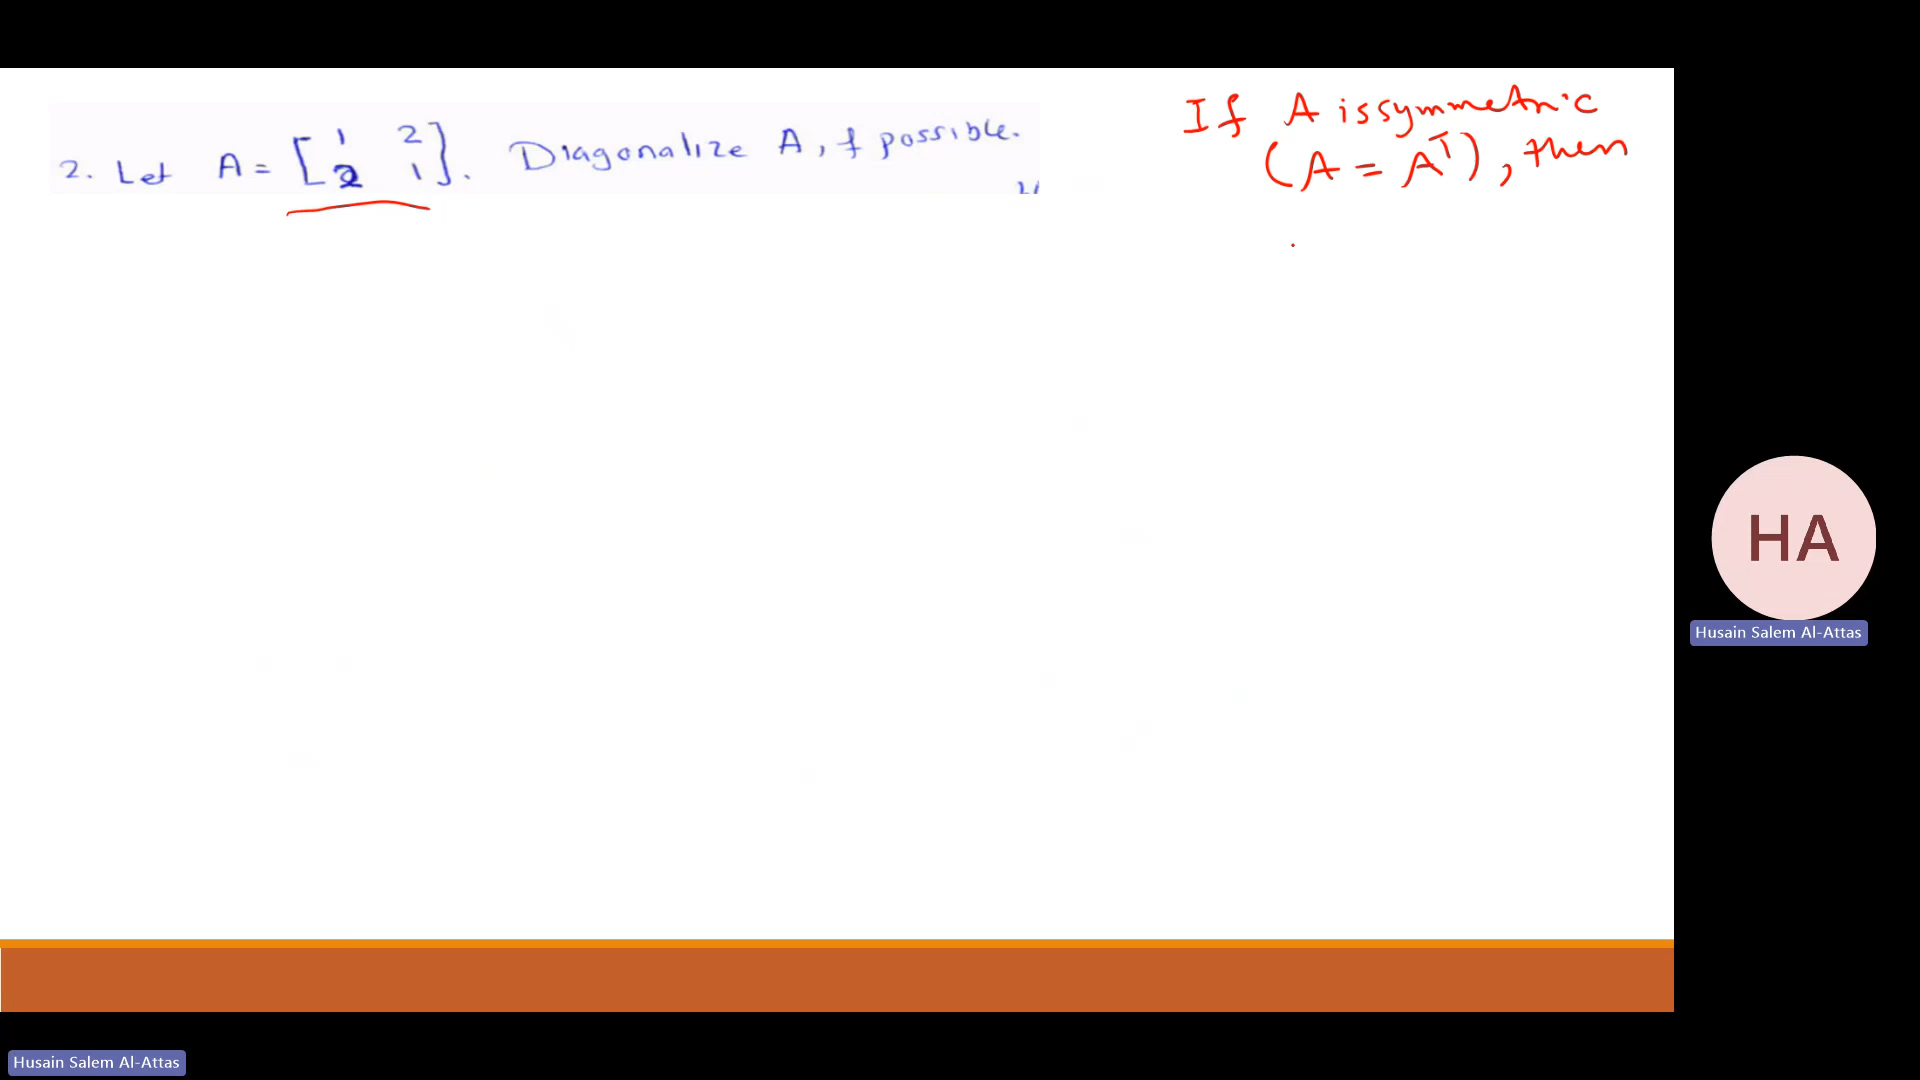 2. Let A = [1 2
2 1]. Diagonalize A, if possible.
If A is symmetric
(A = Aᵀ), then
HA
Husain Salem Al-Attas
Husain Salem Al-Attas